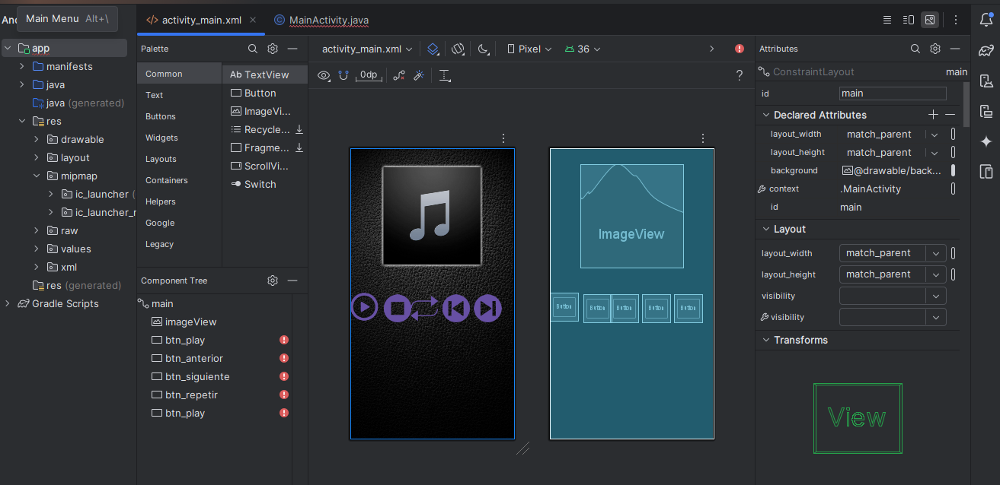 And
Main Menu Alt+\
activity_main.xml
MainActivity.java
app
manifests
java
java (generated)
res
drawable
layout
mipmap
ic_launcher (
ic_launcher_r
raw
values
xml
res (generated)
Gradle Scripts
Palette
Common
Text
Buttons
Widgets
Layouts
Containers
Helpers
Google
Legacy
Ab TextView
Button
ImageVi...
Recycle...
Fragme...
ScrollVi...
Switch
Component Tree
main
imageView
btn_play
btn_anterior
btn_siguiente
btn_repetir
btn_play
activity_main.xml
Pixel
36
0dp
?
ImageView
Button Button Button Button Button
Attributes
ConstraintLayout main
id main
Declared Attributes
layout_width match_parent
layout_height match_parent
background @drawable/back...
context .MainActivity
id main
Layout
layout_width match_parent
layout_height match_parent
visibility
visibility
Transforms
View